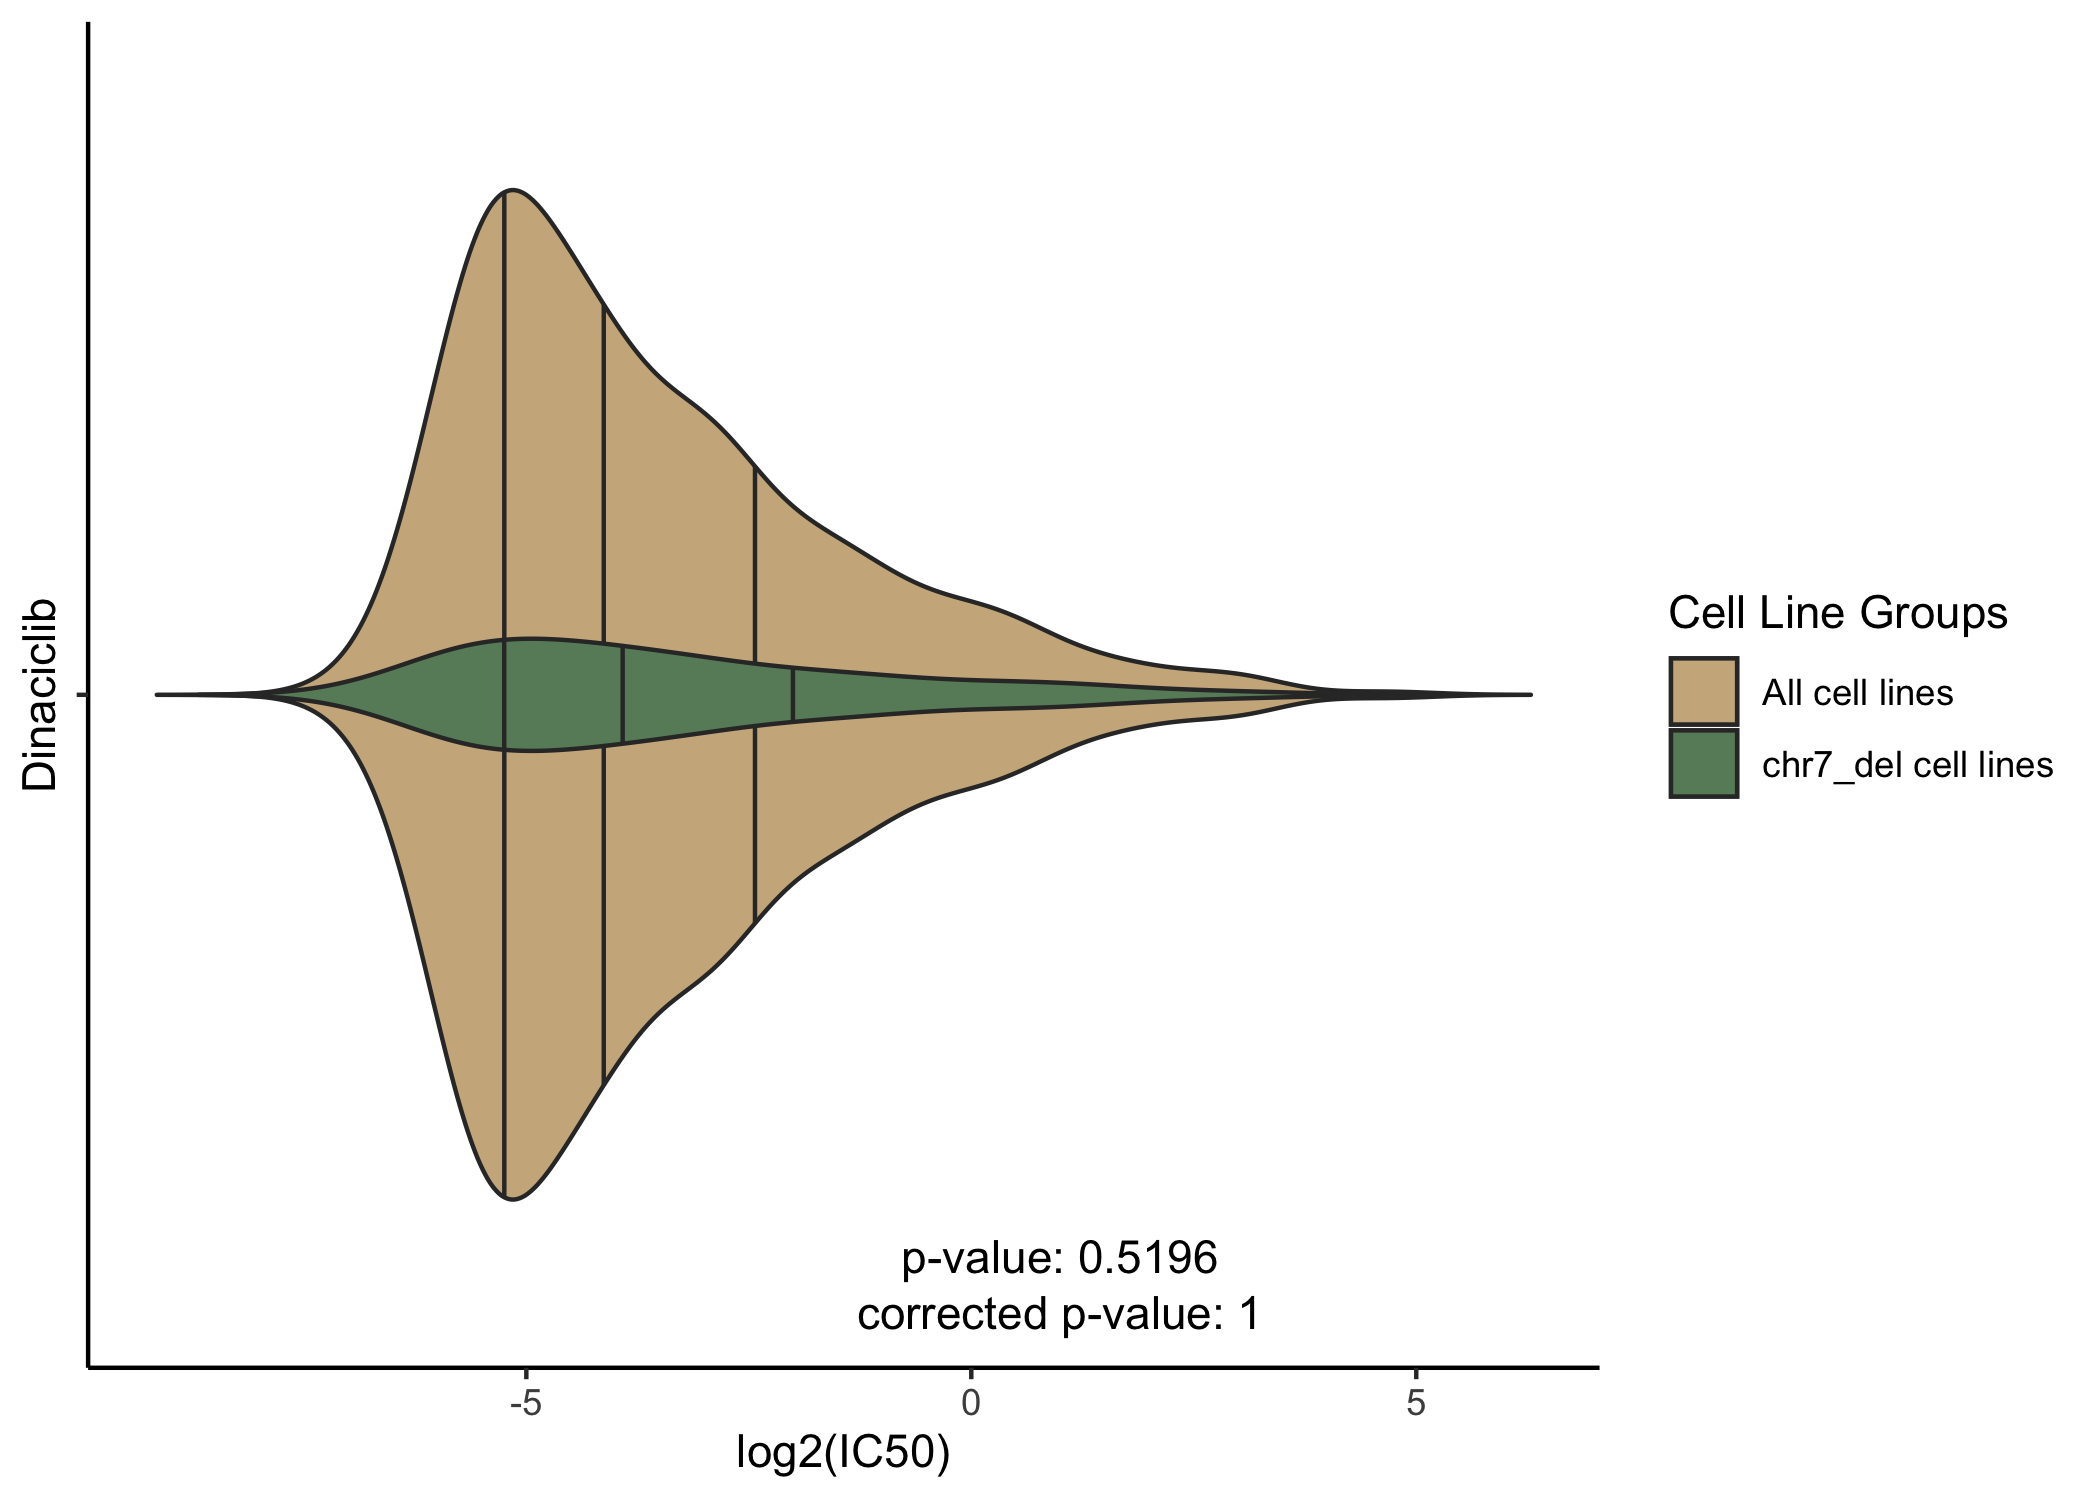 Dinaciclib
Cell Line Groups
All cell lines
chr7_del cell lines
p-value: 0.5196
corrected p-value: 1
-5
0
5
log2(IC50)